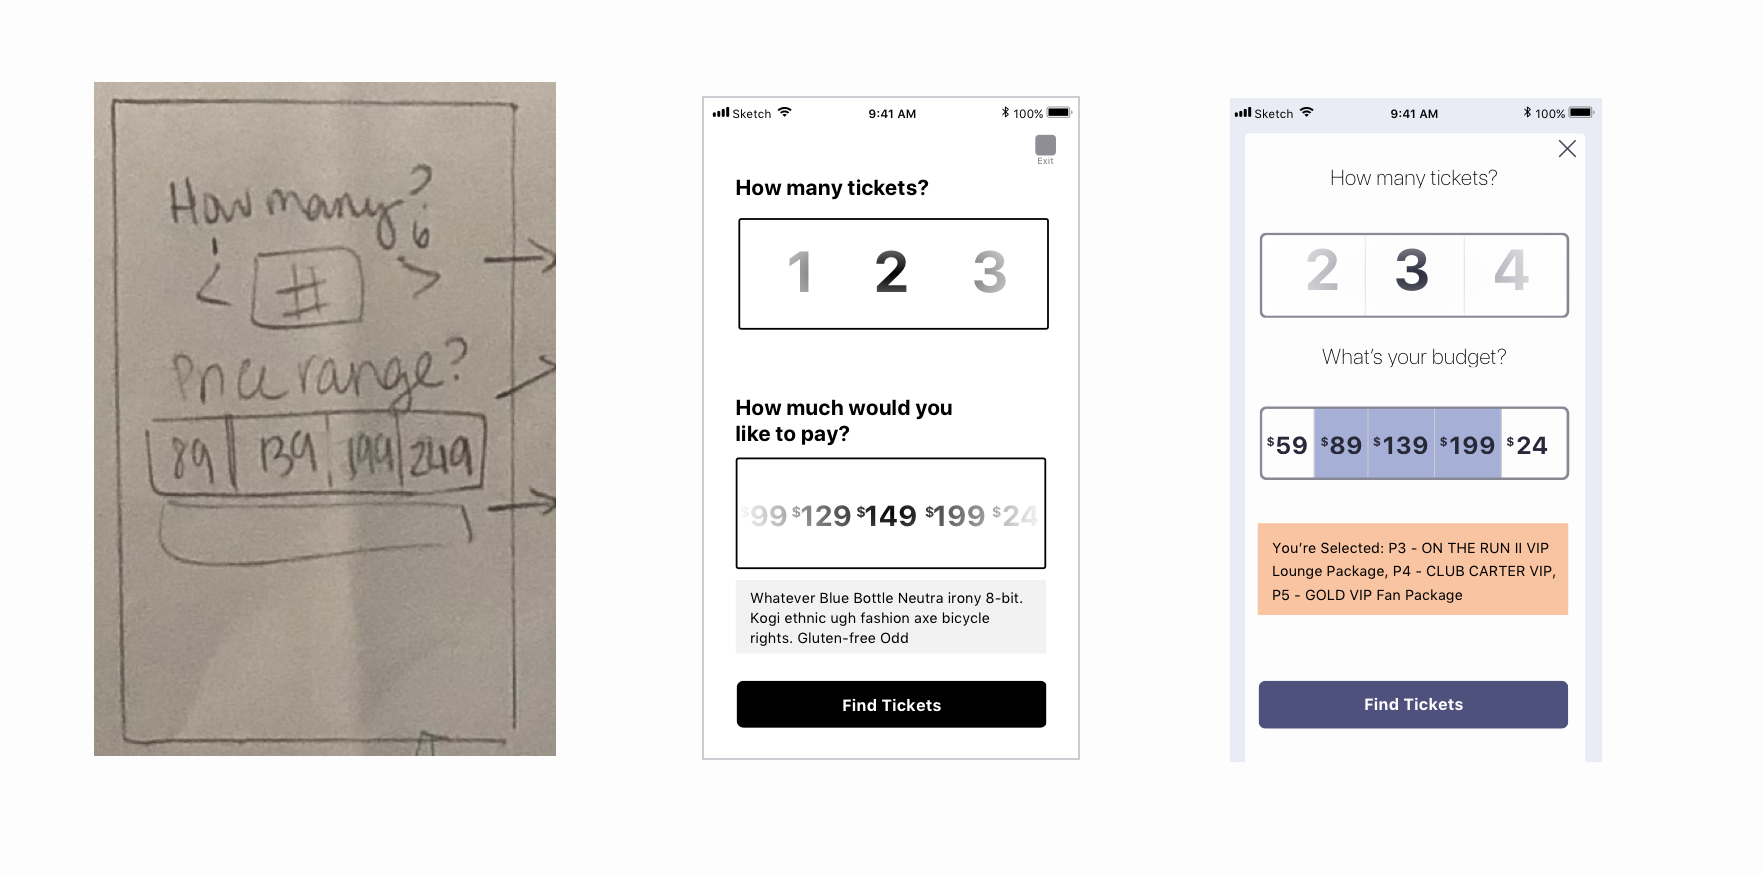 How many?
1 6
< # >
Price range?
89 139 199 249
Sketch 9:41 AM 100%
Exit
How many tickets?
1 2 3
How much would you
like to pay?
$99 $129 $149 $199 $24
Whatever Blue Bottle Neutra irony 8-bit.
Kogi ethnic ugh fashion axe bicycle
rights. Gluten-free Odd
Find Tickets
Sketch 9:41 AM 100%
How many tickets?
2 3 4
What's your budget?
$59 $89 $139 $199 $24
You're Selected: P3 - ON THE RUN II VIP
Lounge Package, P4 - CLUB CARTER VIP,
P5 - GOLD VIP Fan Package
Find Tickets